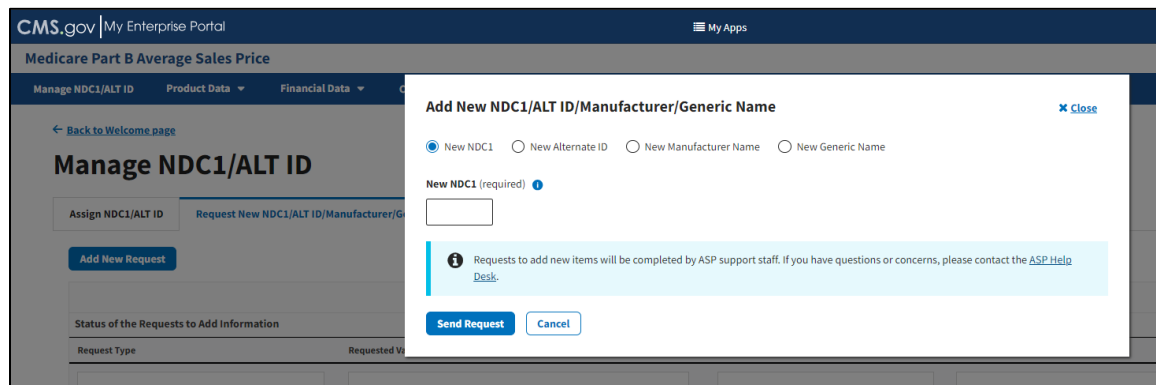 CMS.gov My Enterprise Portal
My Apps
Medicare Part B Average Sales Price
Manage NDC1/ALT ID Product Data Financial Data
Add New NDC1/ALT ID/Manufacturer/Generic Name
Close
Back to Welcome page
Manage NDC1/ALT ID
New NDC1 New Alternate ID New Manufacturer Name New Generic Name
New NDC1 (required)
Assign NDC1/ALT ID Request New NDC1/ALT ID/Manufacturer/Ge
Add New Request
Requests to add new items will be completed by ASP support staff. If you have questions or concerns, please contact the ASP Help
Desk.
Send Request Cancel
Status of the Requests to Add Information
Request Type Requested Va